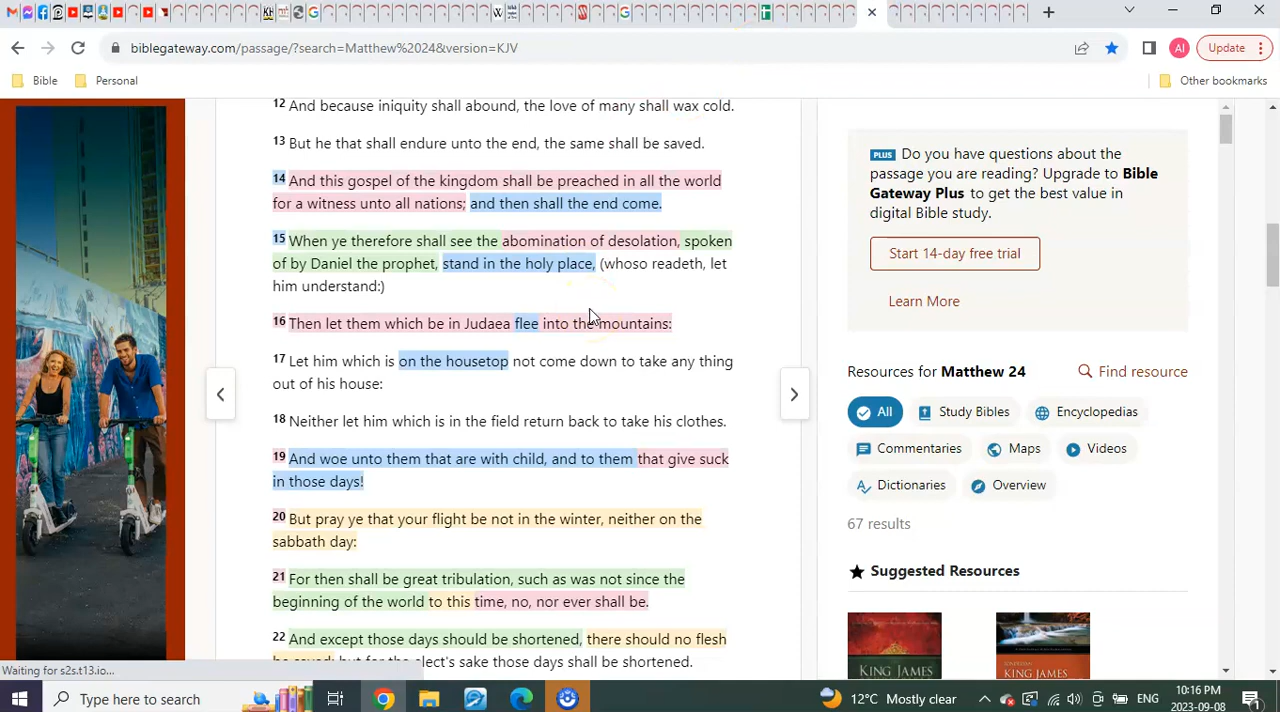 biblegateway.com/passage/?search=Matthew%2024&version=KJV
Update
Bible
Personal
Other bookmarks
12 And because iniquity shall abound, the love of many shall wax cold.
13 But he that shall endure unto the end, the same shall be saved.
14 And this gospel of the kingdom shall be preached in all the world
for a witness unto all nations; and then shall the end come.
15 When ye therefore shall see the abomination of desolation, spoken
of by Daniel the prophet, stand in the holy place, (whoso readeth, let
him understand:)
16 Then let them which be in Judaea flee into the mountains:
17 Let him which is on the housetop not come down to take any thing
out of his house:
18 Neither let him which is in the field return back to take his clothes.
19 And woe unto them that are with child, and to them that give suck
in those days!
20 But pray ye that your flight be not in the winter, neither on the
sabbath day:
21 For then shall be great tribulation, such as was not since the
beginning of the world to this time, no, nor ever shall be.
22 And except those days should be shortened, there should no flesh
be saved: but for the elect's sake those days shall be shortened.
PLUS Do you have questions about the
passage you are reading? Upgrade to Bible
Gateway Plus to get the best value in
digital Bible study.
Start 14-day free trial
Learn More
Resources for Matthew 24
Find resource
All
Study Bibles
Encyclopedias
Commentaries
Maps
Videos
Dictionaries
Overview
67 results
Suggested Resources
KING JAMES
KING JAMES
Waiting for s2s.t13.io...
Type here to search
12°C Mostly clear
ENG
10:16 PM
2023-09-08